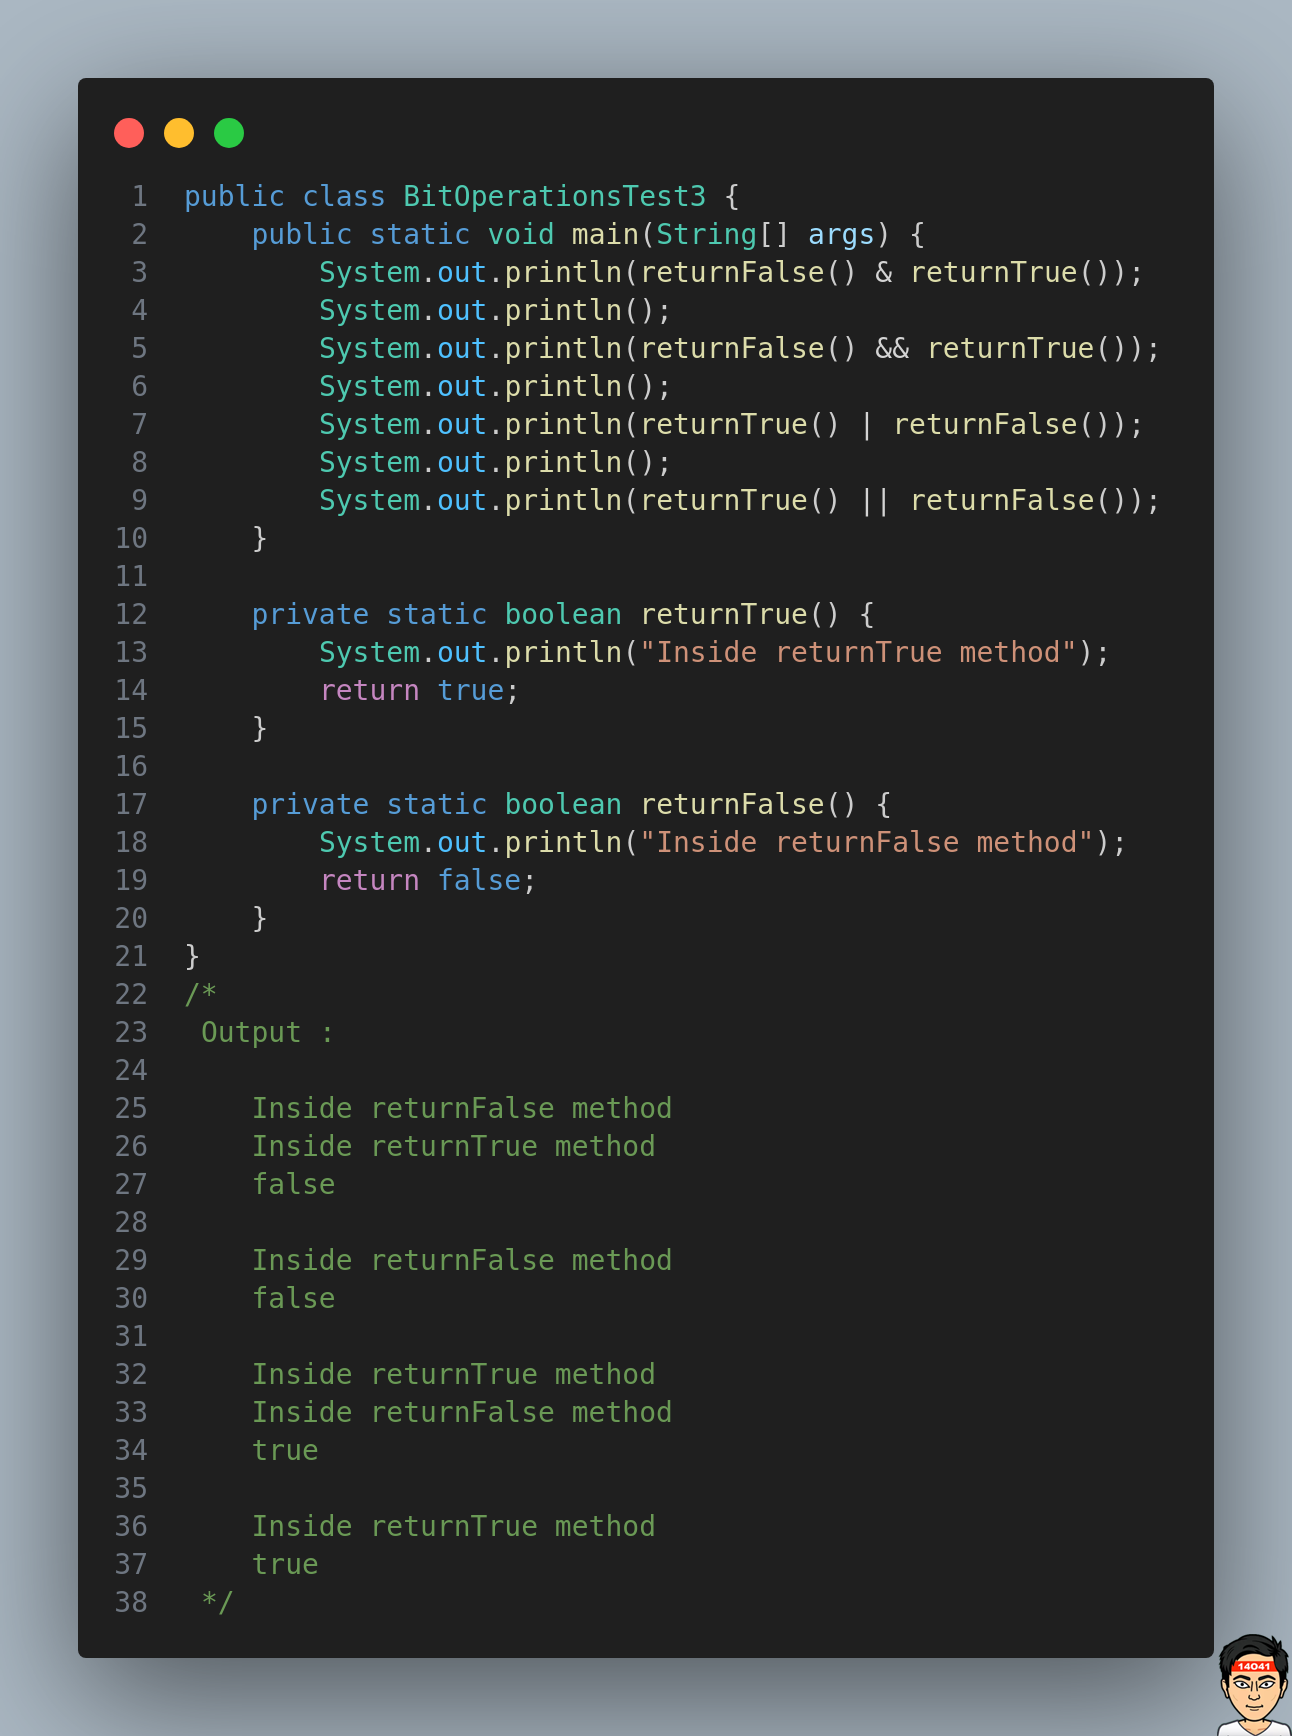 1 public class BitOperationsTest3 {
2     public static void main(String[] args) {
3         System.out.println(returnFalse() & returnTrue());
4         System.out.println();
5         System.out.println(returnFalse() && returnTrue());
6         System.out.println();
7         System.out.println(returnTrue() | returnFalse());
8         System.out.println();
9         System.out.println(returnTrue() || returnFalse());
10     }
11
12     private static boolean returnTrue() {
13         System.out.println("Inside returnTrue method");
14         return true;
15     }
16
17     private static boolean returnFalse() {
18         System.out.println("Inside returnFalse method");
19         return false;
20     }
21 }
22 /*
23  Output :
24
25     Inside returnFalse method
26     Inside returnTrue method
27     false
28
29     Inside returnFalse method
30     false
31
32     Inside returnTrue method
33     Inside returnFalse method
34     true
35
36     Inside returnTrue method
37     true
38  */
14041